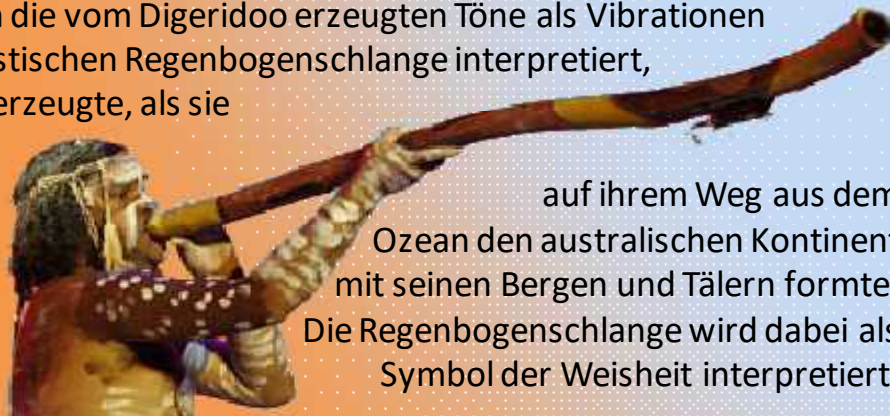 die vom Digeridoo erzeugten Töne als Vibrationen
Regenbogenschlange interpretiert,
erzeugte, als sie
auf ihrem Weg aus dem
Ozean den australischen Kontinent
mit seinen Bergen und Tälern formte
Die Regenbogenschlange wird dabei als
Symbol der Weisheit interpretiert